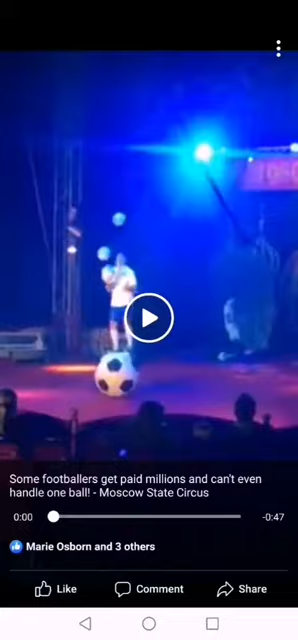 Some footballers get paid millions and can't even
handle one ball! - Moscow State Circus
0:00
-0:47
Marie Osborn and 3 others
Like
Comment
Share